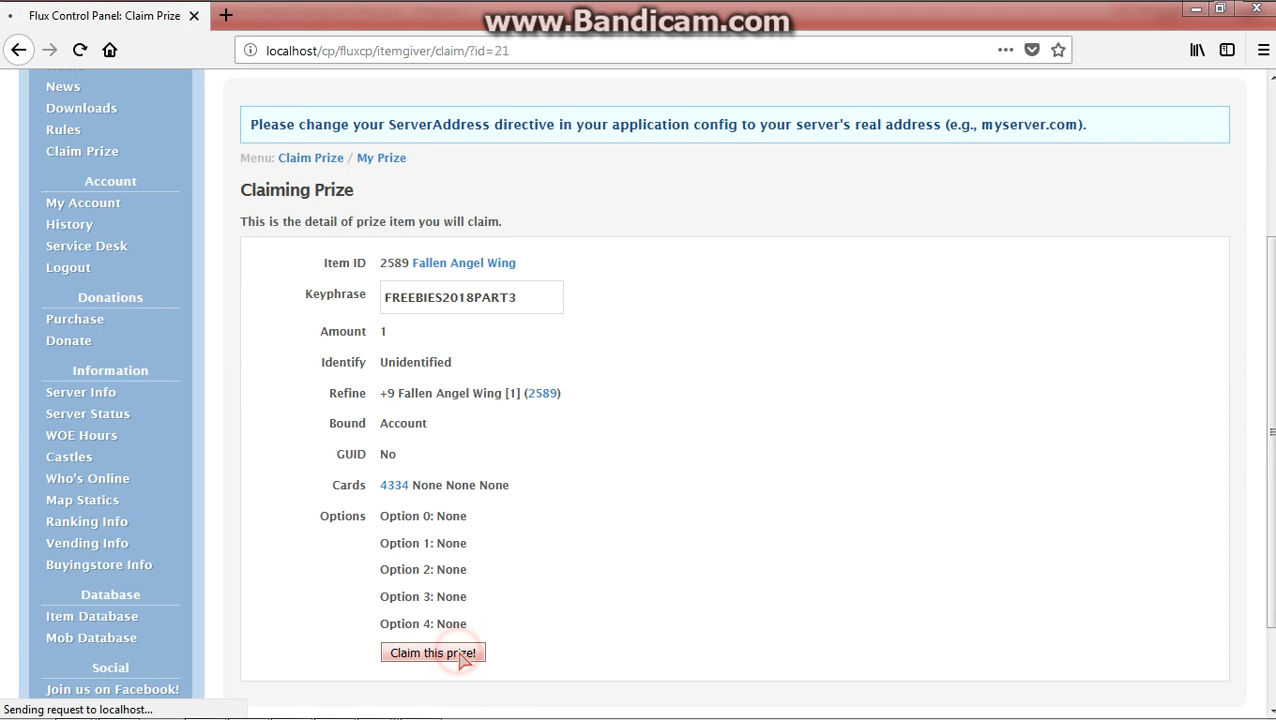 Flux Control Panel: Claim Prize
www.Bandicam.com
localhost/cp/fluxcp/itemgiver/claim/?id=21
News
Downloads
Rules
Claim Prize
Account
My Account
History
Service Desk
Logout
Donations
Purchase
Donate
Information
Server Info
Server Status
WOE Hours
Castles
Who's Online
Map Statics
Ranking Info
Vending Info
Buyingstore Info
Database
Item Database
Mob Database
Social
Join us on Facebook!
Please change your ServerAddress directive in your application config to your server's real address (e.g., myserver.com).
Menu: Claim Prize / My Prize
Claiming Prize
This is the detail of prize item you will claim.
Item ID 2589 Fallen Angel Wing
Keyphrase FREEBIES2018PART3
Amount 1
Identify Unidentified
Refine +9 Fallen Angel Wing [1] (2589)
Bound Account
GUID No
Cards 4334 None None None
Options Option 0: None
Option 1: None
Option 2: None
Option 3: None
Option 4: None
Claim this prize!
Sending request to localhost...